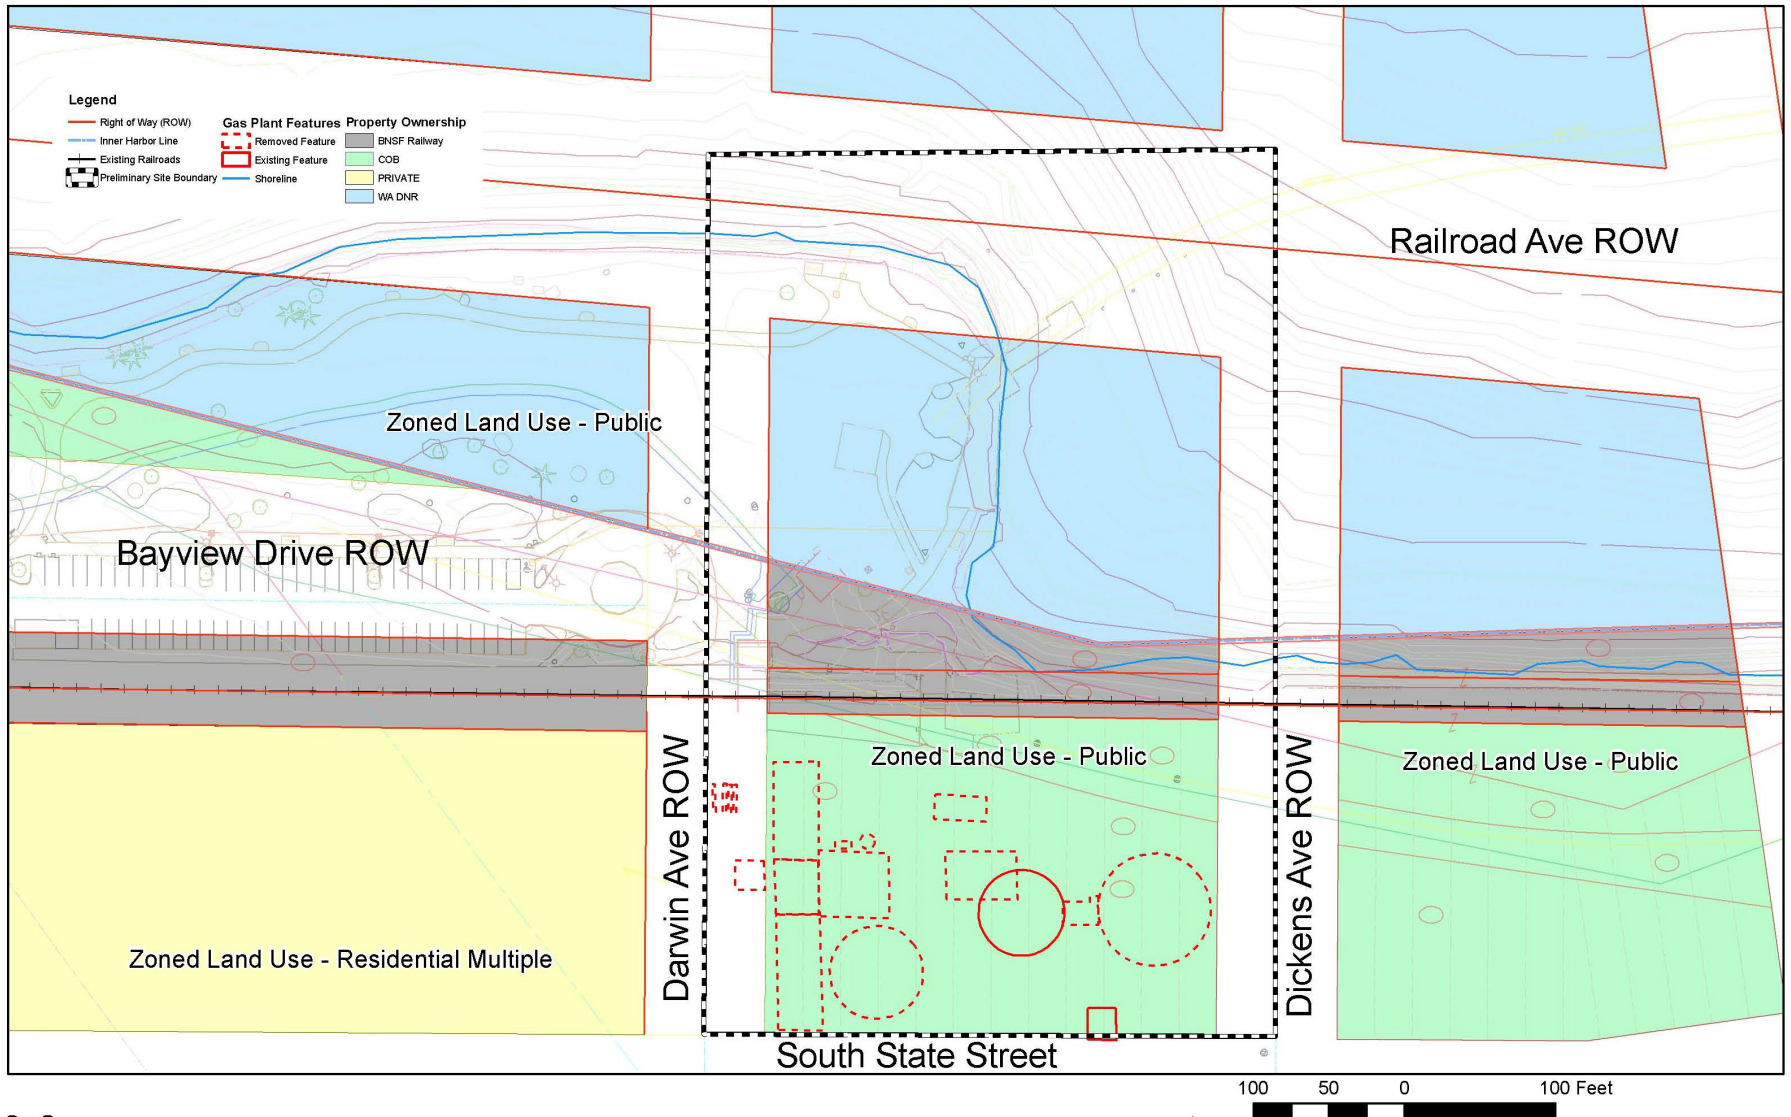 Legend
Right of Way (ROW)
Inner Harbor Line
Existing Railroads
Preliminary Site Boundary
Gas Plant Features
Removed Feature
Existing Feature
Shoreline
Property Ownership
BNSF Railway
COB
PRIVATE
WA DNR
Railroad Ave ROW
Zoned Land Use - Public
Bayview Drive ROW
Zoned Land Use - Public
Zoned Land Use - Public
Darwin Ave ROW
Dickens Ave ROW
Zoned Land Use - Residential Multiple
South State Street
100 50 0 100 Feet